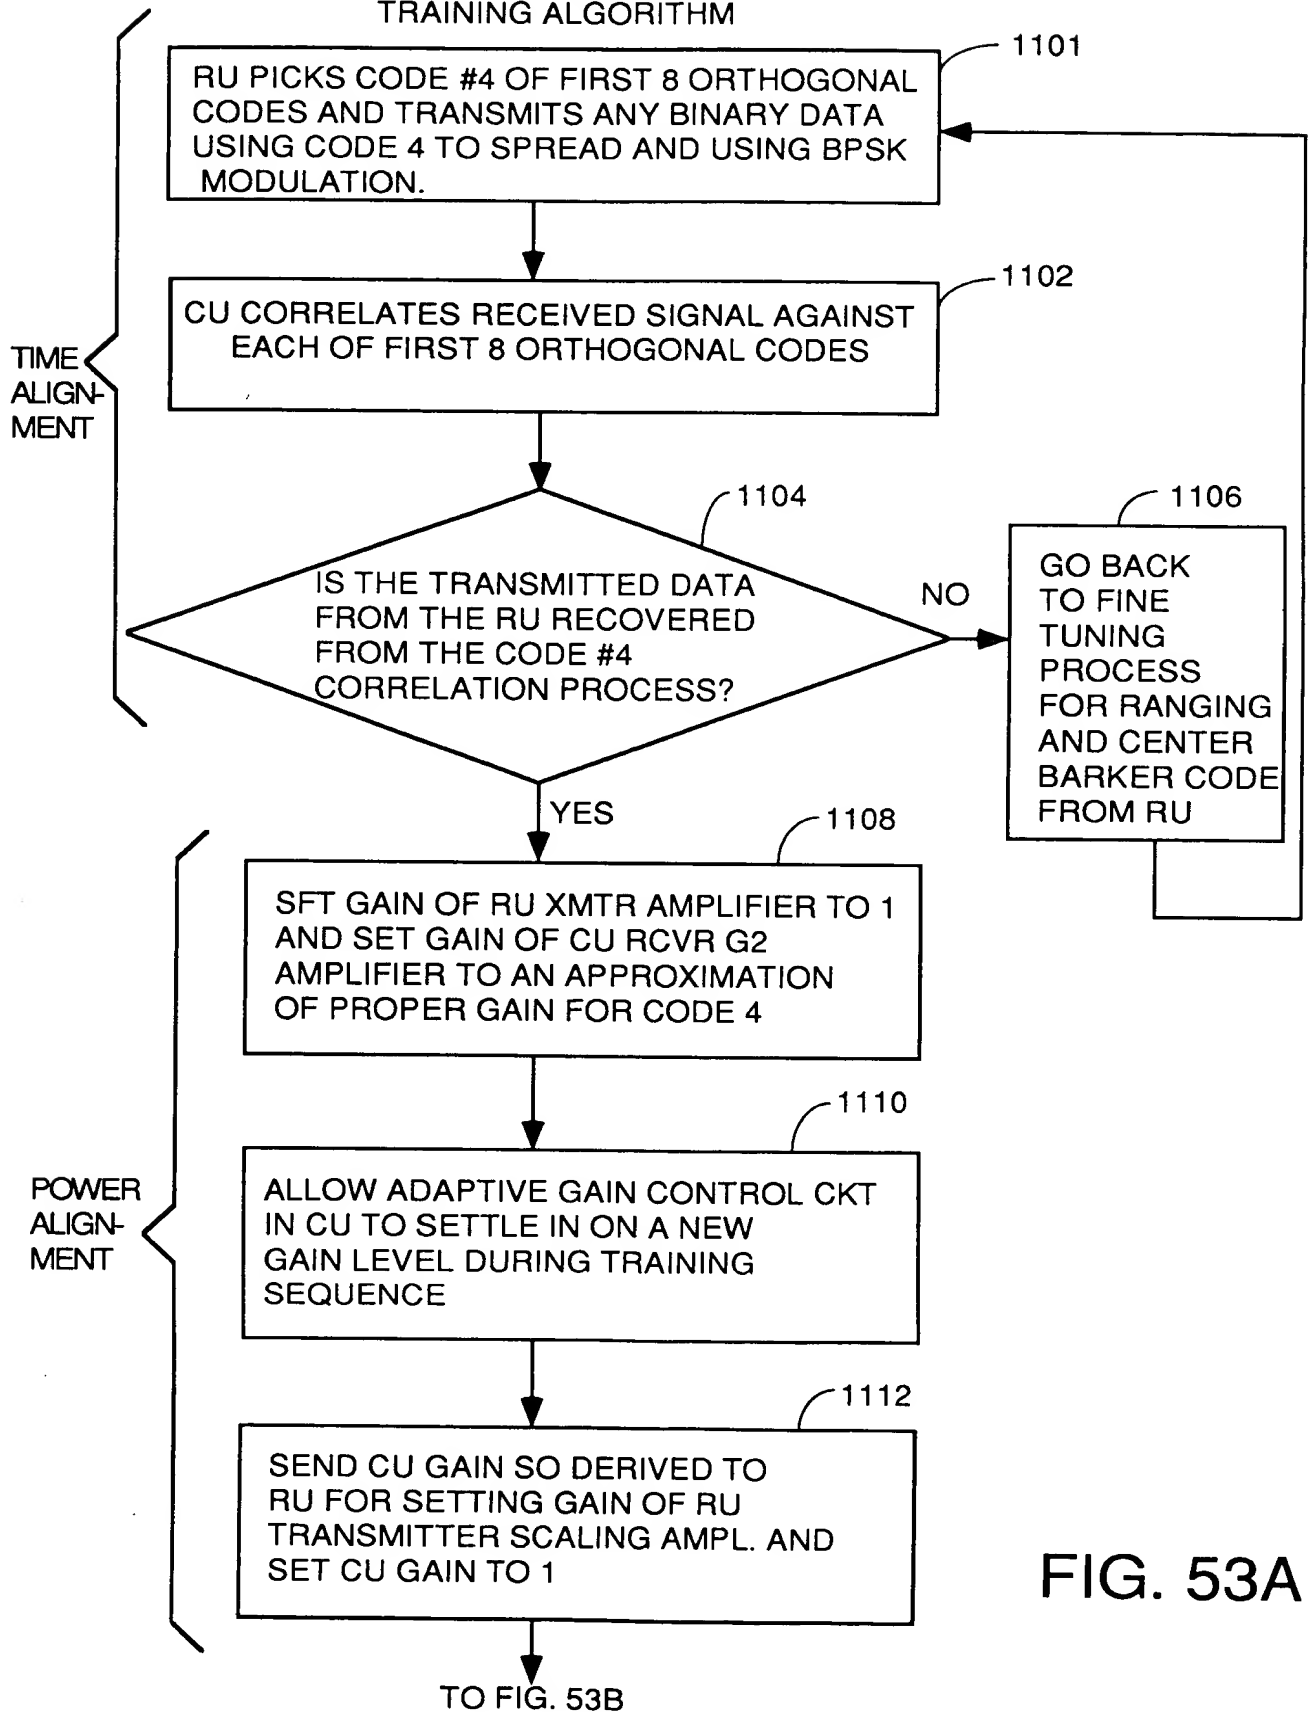 TRAINING ALGORITHM
1101
RU PICKS CODE #4 OF FIRST 8 ORTHOGONAL
CODES AND TRANSMITS ANY BINARY DATA
USING CODE 4 TO SPREAD AND USING BPSK
MODULATION.
1102
CU CORRELATES RECEIVED SIGNAL AGAINST
EACH OF FIRST 8 ORTHOGONAL CODES
TIME
ALIGN-
MENT
1104
IS THE TRANSMITTED DATA
FROM THE RU RECOVERED
FROM THE CODE #4
CORRELATION PROCESS?
NO
1106
GO BACK
TO FINE
TUNING
PROCESS
FOR RANGING
AND CENTER
BARKER CODE
FROM RU
YES
1108
SFT GAIN OF RU XMTR AMPLIFIER TO 1
AND SET GAIN OF CU RCVR G2
AMPLIFIER TO AN APPROXIMATION
OF PROPER GAIN FOR CODE 4
1110
ALLOW ADAPTIVE GAIN CONTROL CKT
IN CU TO SETTLE IN ON A NEW
GAIN LEVEL DURING TRAINING
SEQUENCE
POWER
ALIGN-
MENT
1112
SEND CU GAIN SO DERIVED TO
RU FOR SETTING GAIN OF RU
TRANSMITTER SCALING AMPL. AND
SET CU GAIN TO 1
FIG. 53A
TO FIG. 53B